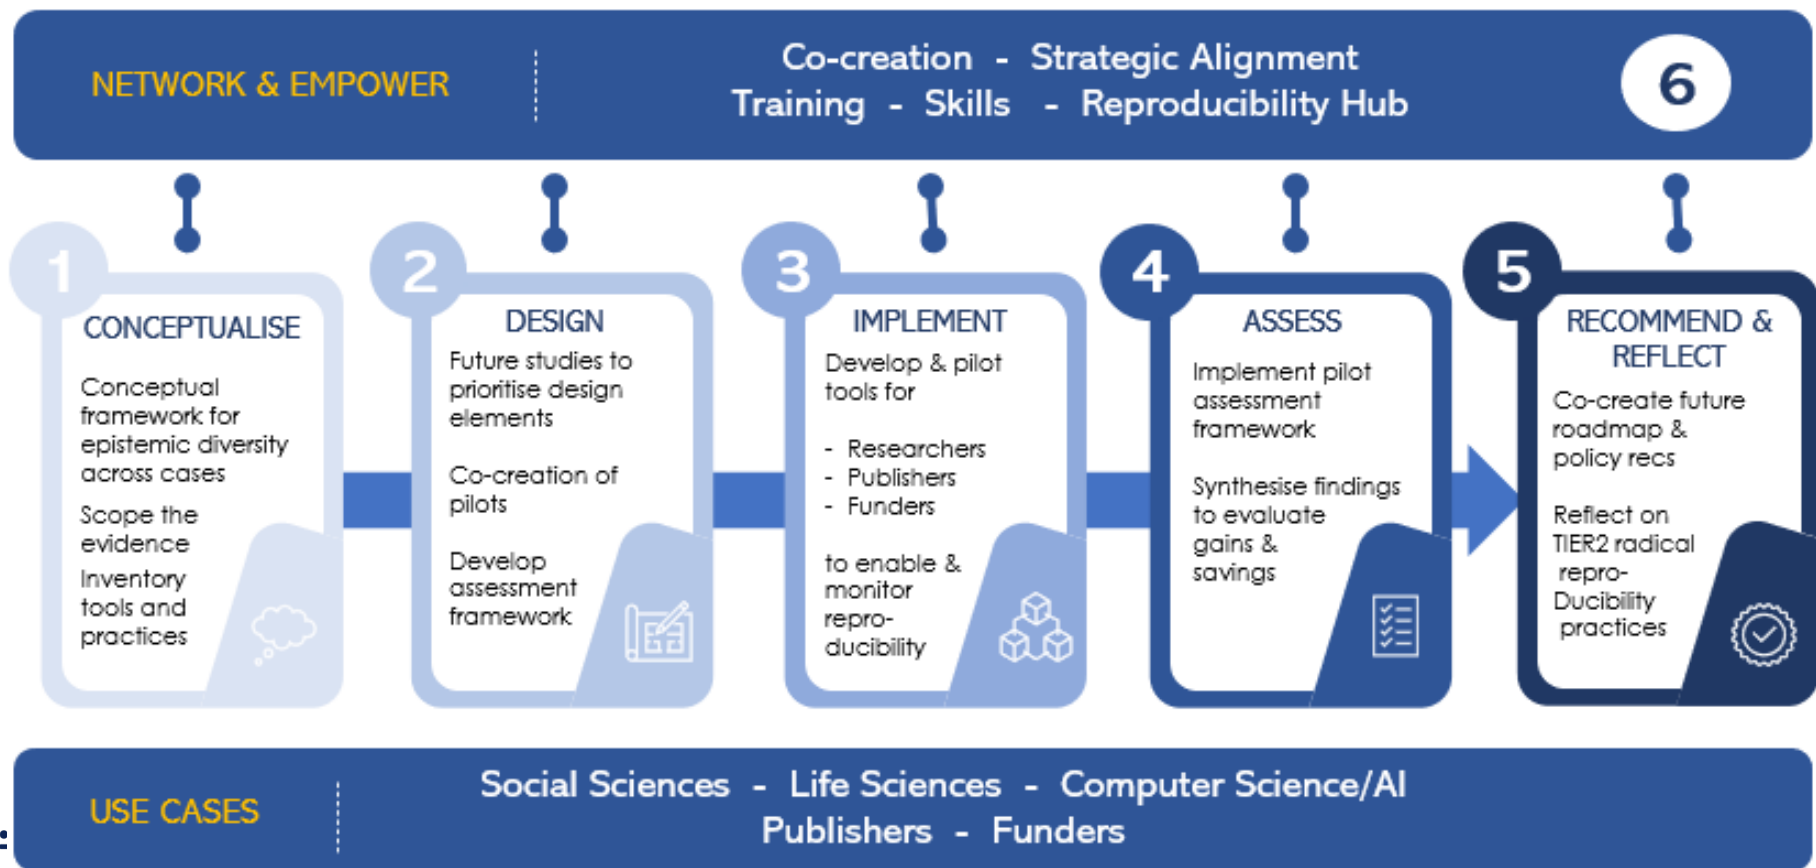 NETWORK & EMPOWER
Co-creation - Strategic Alignment
Training - Skills - Reproducibility Hub
6
1
CONCEPTUALISE
Conceptual
framework for
epistemic diversity
across cases
Scope the
evidence
Inventory
tools and
practices
2
DESIGN
Future studies to
prioritise design
elements
Co-creation of
pilots
Develop
assessment
framework
3
IMPLEMENT
Develop & pilot
tools for
- Researchers
- Publishers
- Funders
to enable &
monitor
repro-
ducibility
4
ASSESS
Implement pilot
assessment
framework
Synthesise findings
to evaluate
gains &
savings
5
RECOMMEND &
REFLECT
Co-create future
roadmap &
policy recs
Reflect on
TIER2 radical
repro-
Ducibility
practices
USE CASES
Social Sciences - Life Sciences - Computer Science/AI
Publishers - Funders